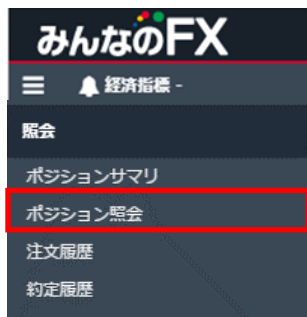 みんなのFX
経済指標 -
照会
ポジションサマリ
ポジション照会
注文履歴
約定履歴